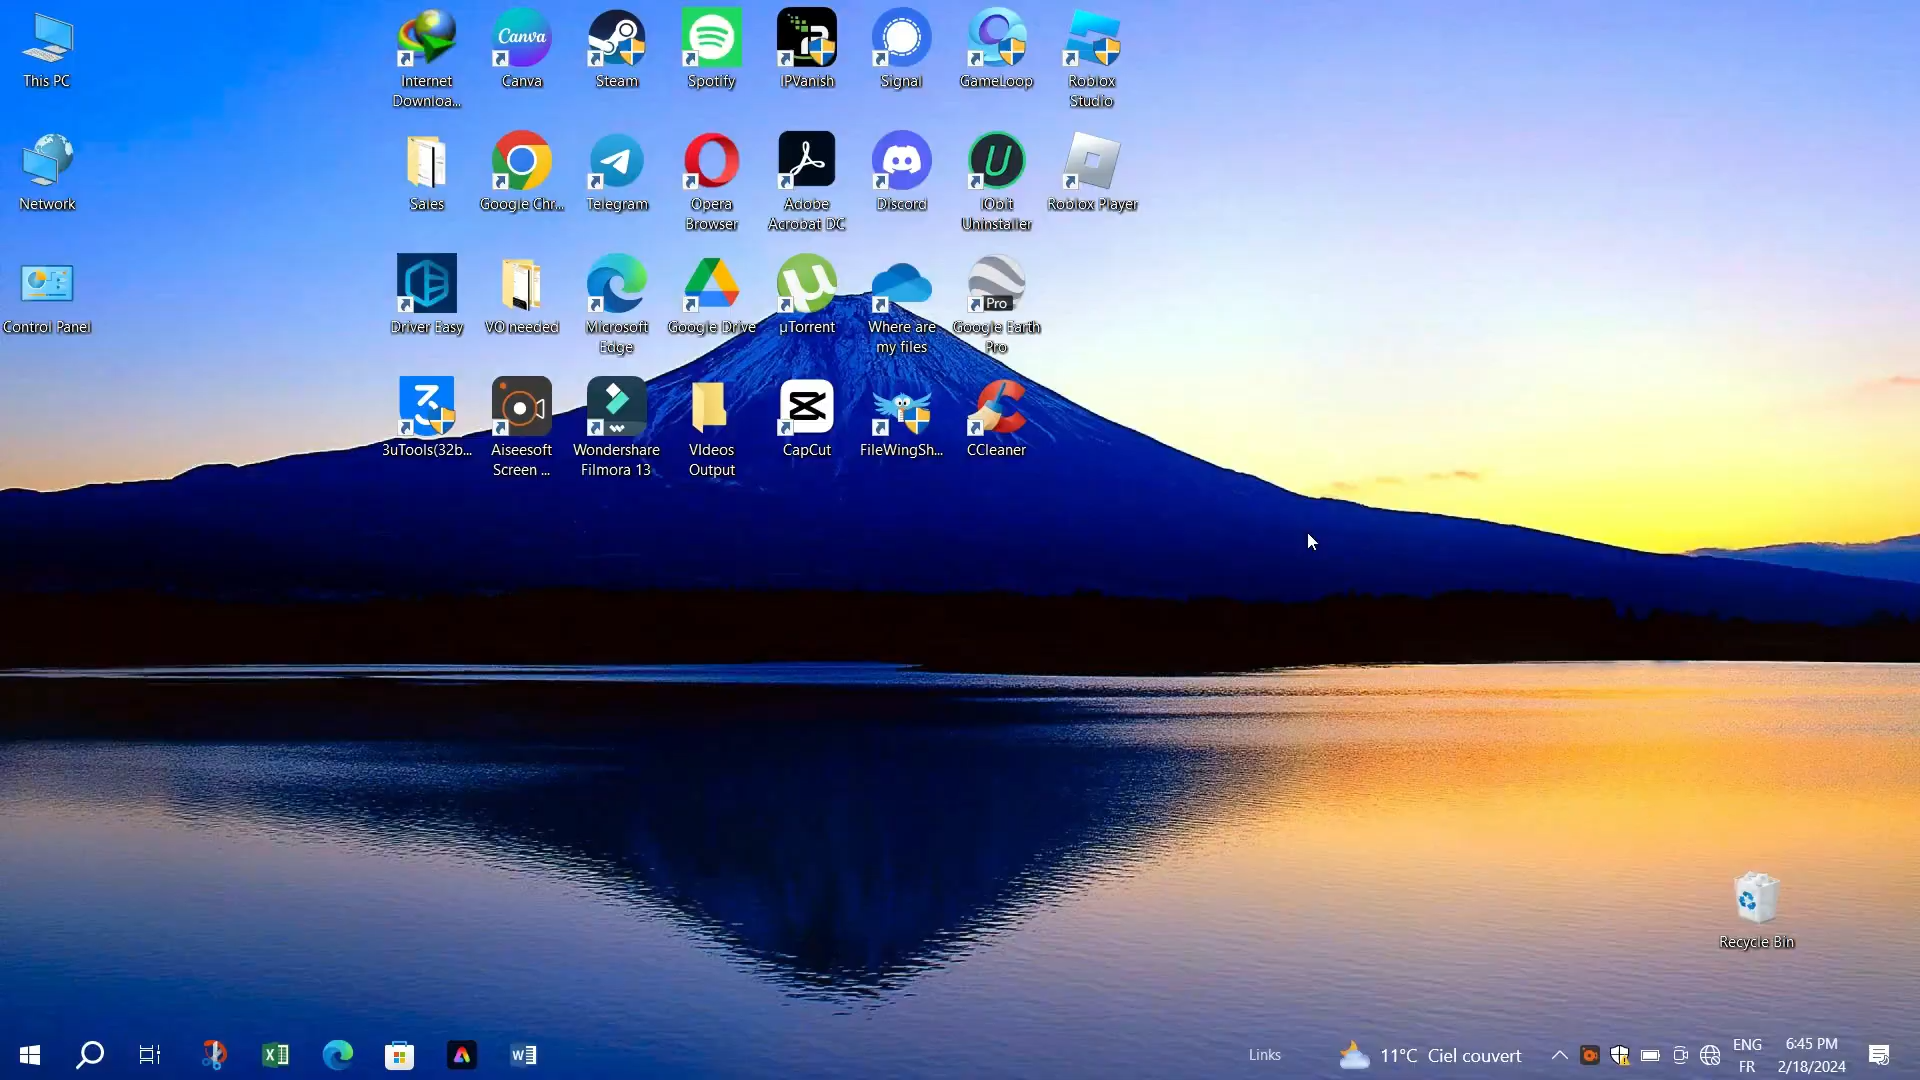 This PC
Internet
Downloa...
Canva
Canva
Steam
Spotify
IPVanish
Signal
GameLoop
Roblox
Studio
Network
Sales
Google Chr...
Telegram
Opera
Browser
Adobe
Acrobat DC
Discord
IObit
Uninstaller
Roblox Player
Control Panel
Driver Easy
VO needed
Microsoft
Edge
Google Drive
µTorrent
Where are
my files
Pro
Google Earth
Pro
3uTools(32b...
Aiseesoft
Screen ...
Wondershare
Filmora 13
VIdeos
Output
CapCut
FileWingSh...
CCleaner
Recycle Bin
Links
11°C Ciel couvert
ENG
FR
6:45 PM
2/18/2024